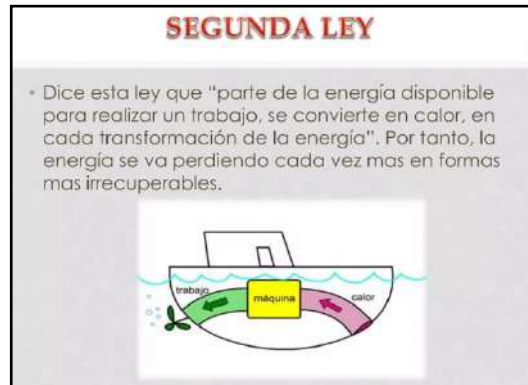 SEGUNDA LEY
• Dice esta ley que “parte de la energía disponible
para realizar un trabajo, se convierte en calor, en
cada transformación de la energía”. Por tanto, la
energía se va perdiendo cada vez mas en formas
mas irrecuperables.
trabajo
máquina
calor